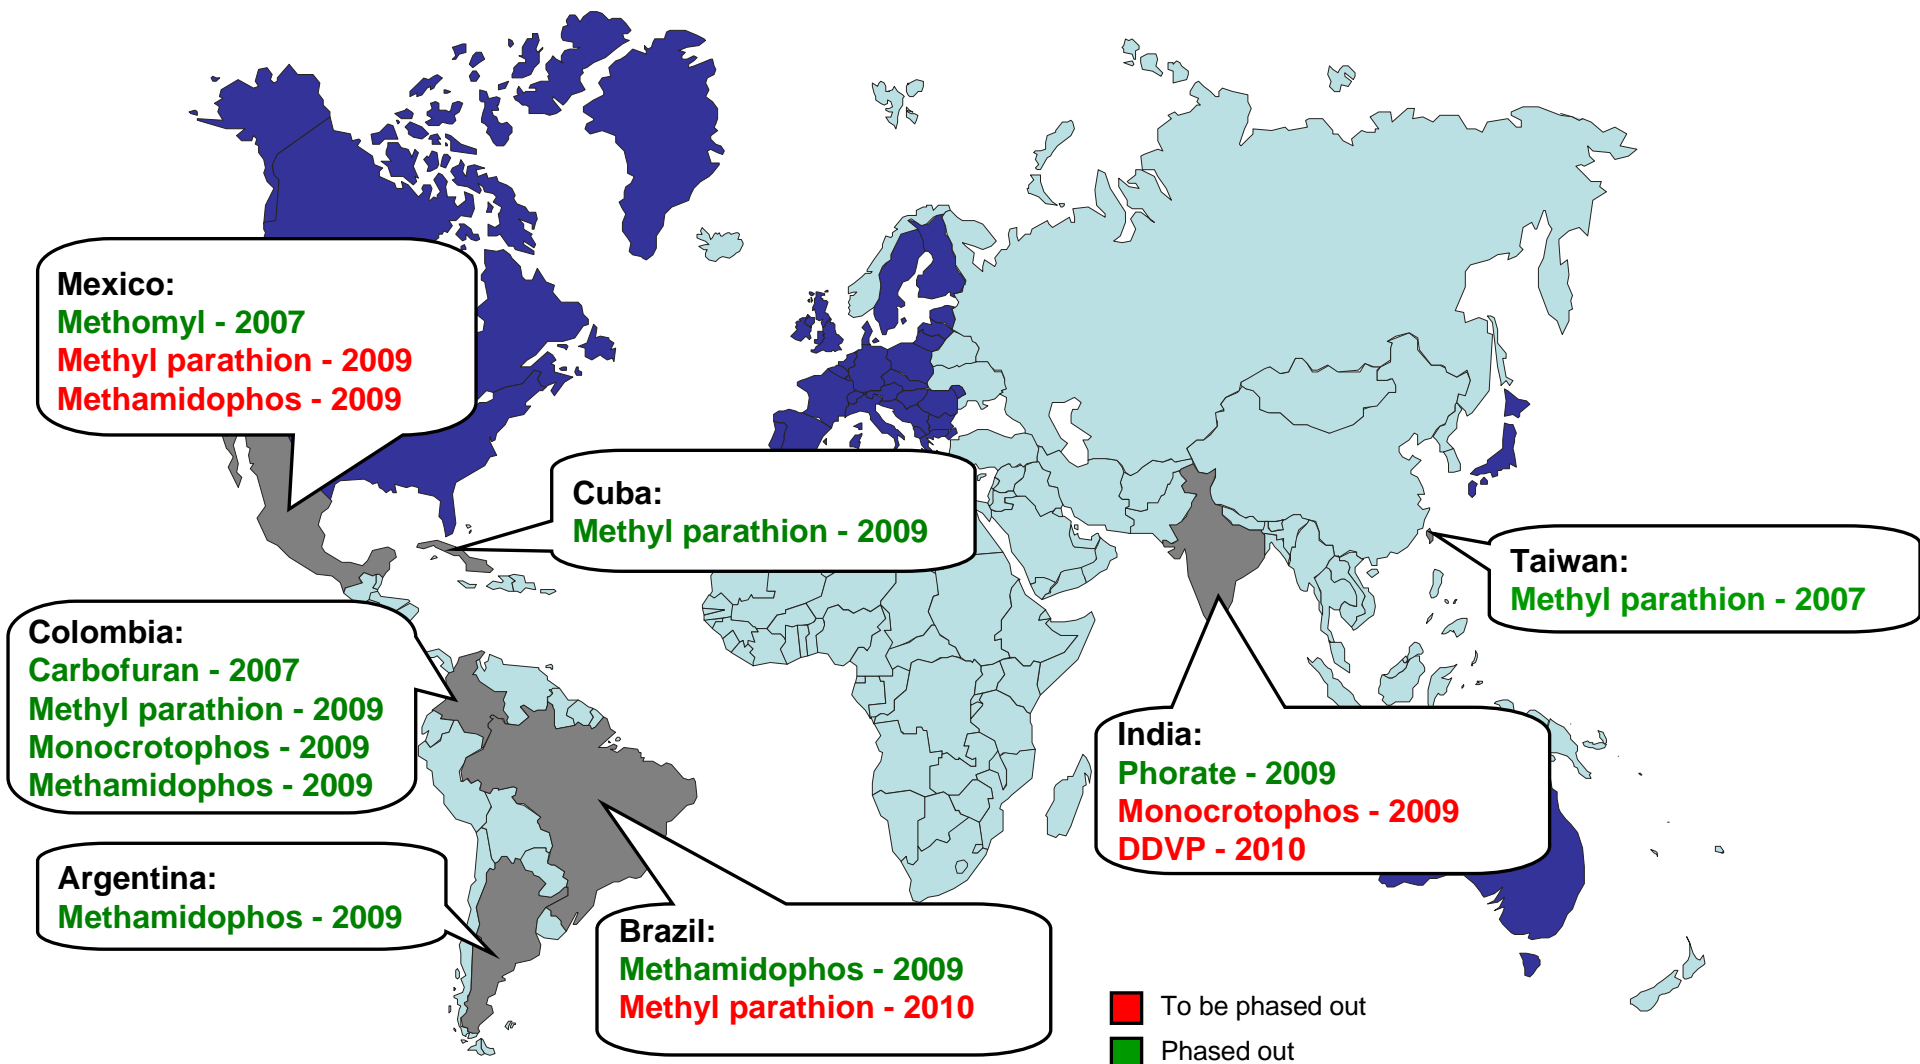 Mexico:
Methomyl - 2007
Methyl parathion - 2009
Methamidophos - 2009
Cuba:
Methyl parathion - 2009
Taiwan:
Methyl parathion - 2007
Colombia:
Carbofuran - 2007
Methyl parathion - 2009
Monocrotophos - 2009
Methamidophos - 2009
India:
Phorate - 2009
Monocrotophos - 2009
DDVP - 2010
Argentina:
Methamidophos - 2009
Brazil:
Methamidophos - 2009
Methyl parathion - 2010
To be phased out
Phased out